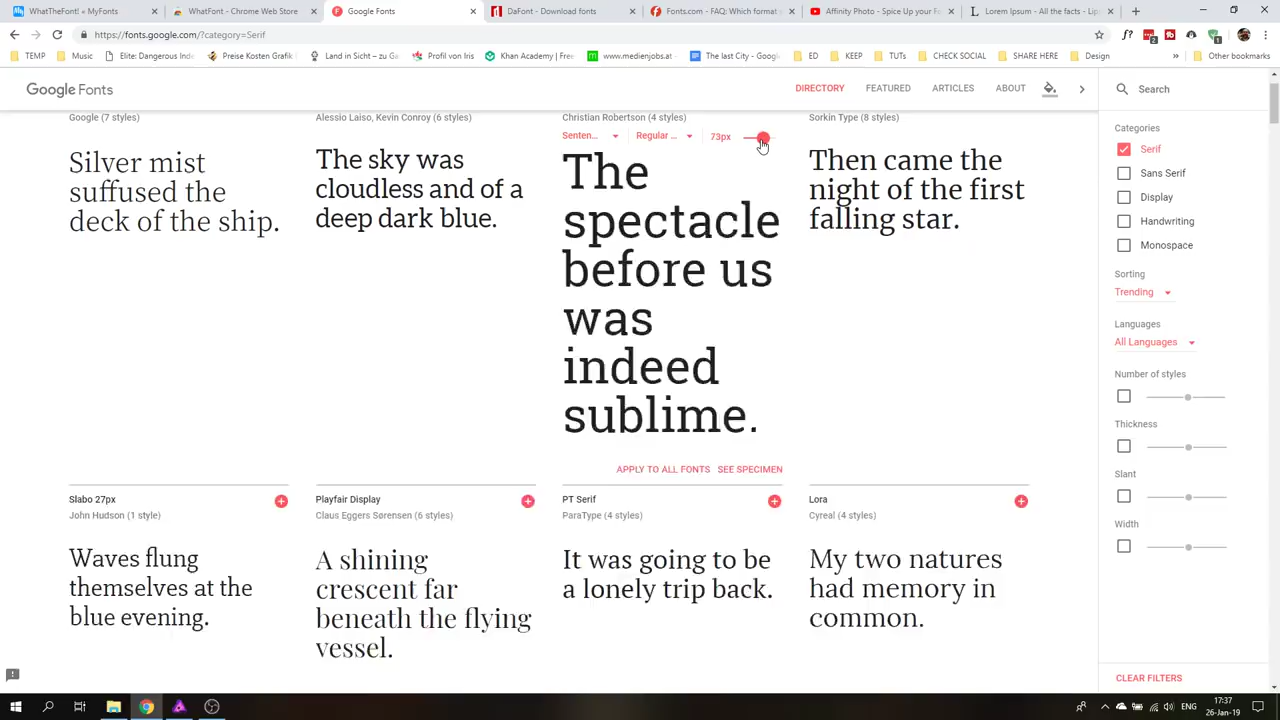 WhatTheFont! « MyFonts
WhatFont - Chrome Web Store
Google Fonts
DaFont - Download fonts
Fonts.com - FAQ: Which format s
Affinity Photo - Spice Up your Fo
Lorem Ipsum - All the facts - Lip
https://fonts.google.com/?category=Serif
TEMP
Music
Elite: Dangerous Ind
Preise Kosten Grafik
Land in Sicht – zu G
Profil von Iris
Khan Academy | Free
www.medienjobs.at
The last City - Goog
ED
KEEP
TUTs
CHECK SOCIAL
SHARE HERE
Design
»
Other bookmarks
Google Fonts
DIRECTORY
FEATURED
ARTICLES
ABOUT
Search
Google (7 styles)
Alessio Laiso, Kevin Conroy (6 styles)
Christian Robertson (4 styles)
Sorkin Type (8 styles)
Senten...
Regular ...
73px
Silver mist
suffused the
deck of the ship.
The sky was
cloudless and of a
deep dark blue.
The
spectacle
before us
was
indeed
sublime.
Then came the
night of the first
falling star.
APPLY TO ALL FONTS
SEE SPECIMEN
Slabo 27px
John Hudson (1 style)
Waves flung
themselves at the
blue evening.
Playfair Display
Claus Eggers Sørensen (6 styles)
A shining
crescent far
beneath the flying
vessel.
PT Serif
ParaType (4 styles)
It was going to be
a lonely trip back.
Lora
Cyreal (4 styles)
My two natures
had memory in
common.
Categories
Serif
Sans Serif
Display
Handwriting
Monospace
Sorting
Trending
Languages
All Languages
Number of styles
Thickness
Slant
Width
CLEAR FILTERS
ENG
17:37
26-Jan-19